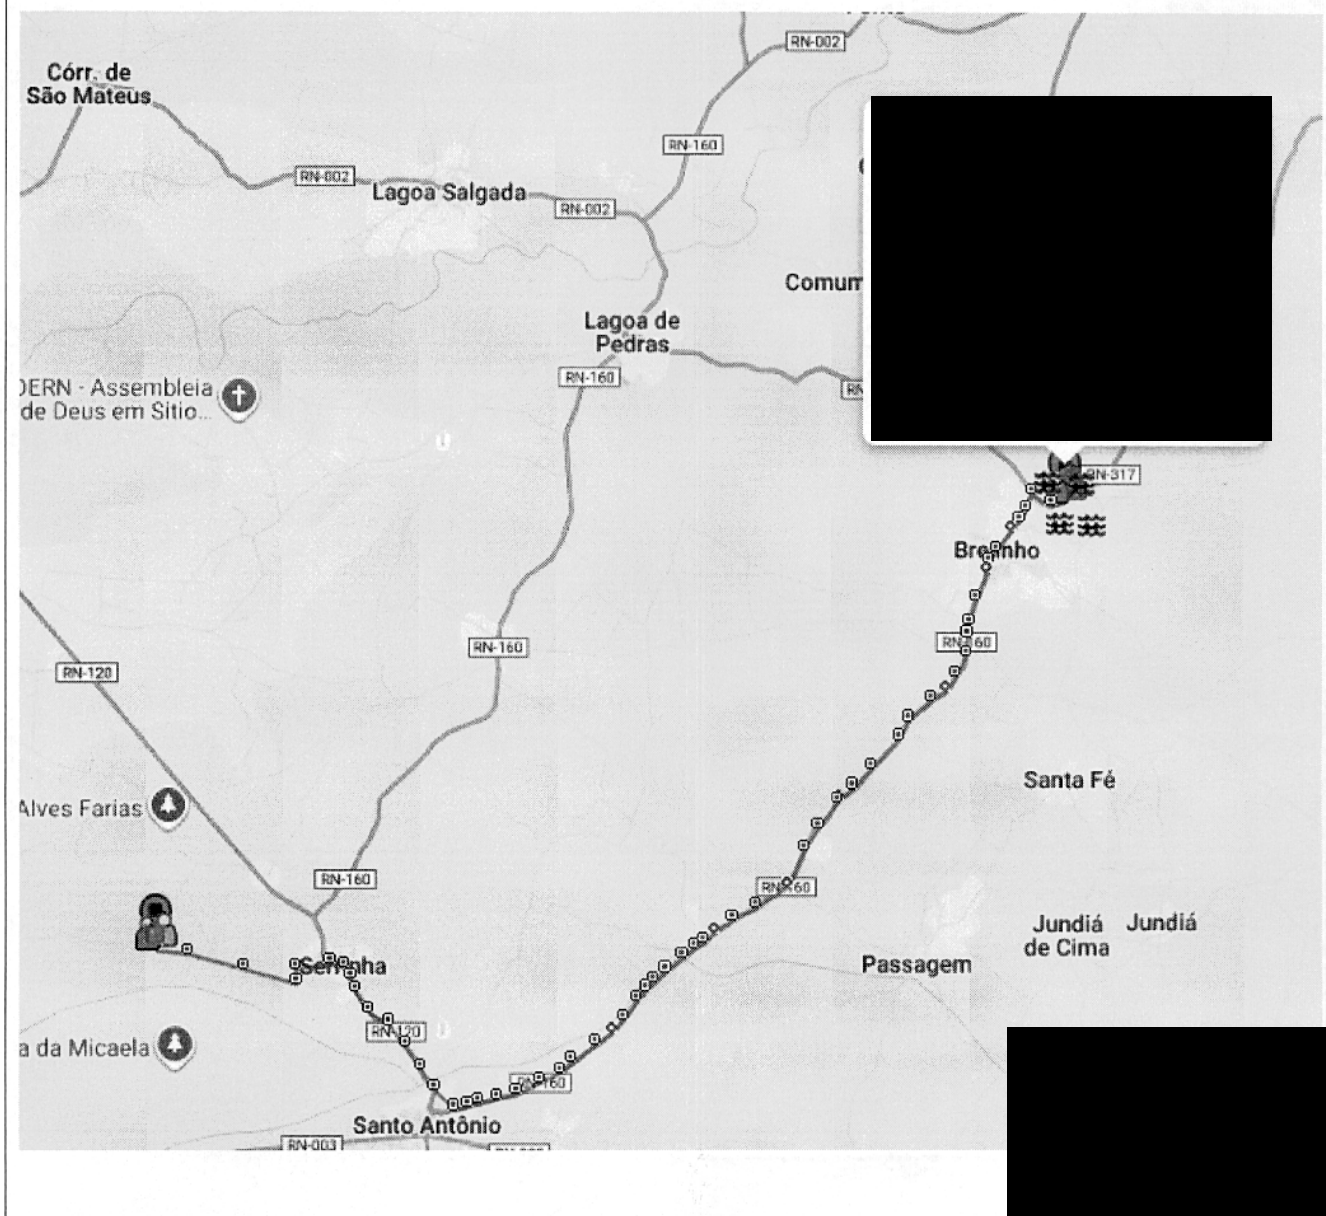 RN-002
Córr. de
São Mateus
RN-160
RN-002
Lagoa Salgada
RN-002
Comum
Lagoa de
Pedras
RN-160
RN
DERN - Assembleia
de Deus em Sitio...
RN-317
Brejinho
RN-160
RN-160
RN-120
Santa Fé
Alves Farias
RN-160
RN-160
Jundiá
de Cima
Jundiá
Serrinha
Passagem
RN-120
a da Micaela
RN-160
Santo Antônio
RN-003